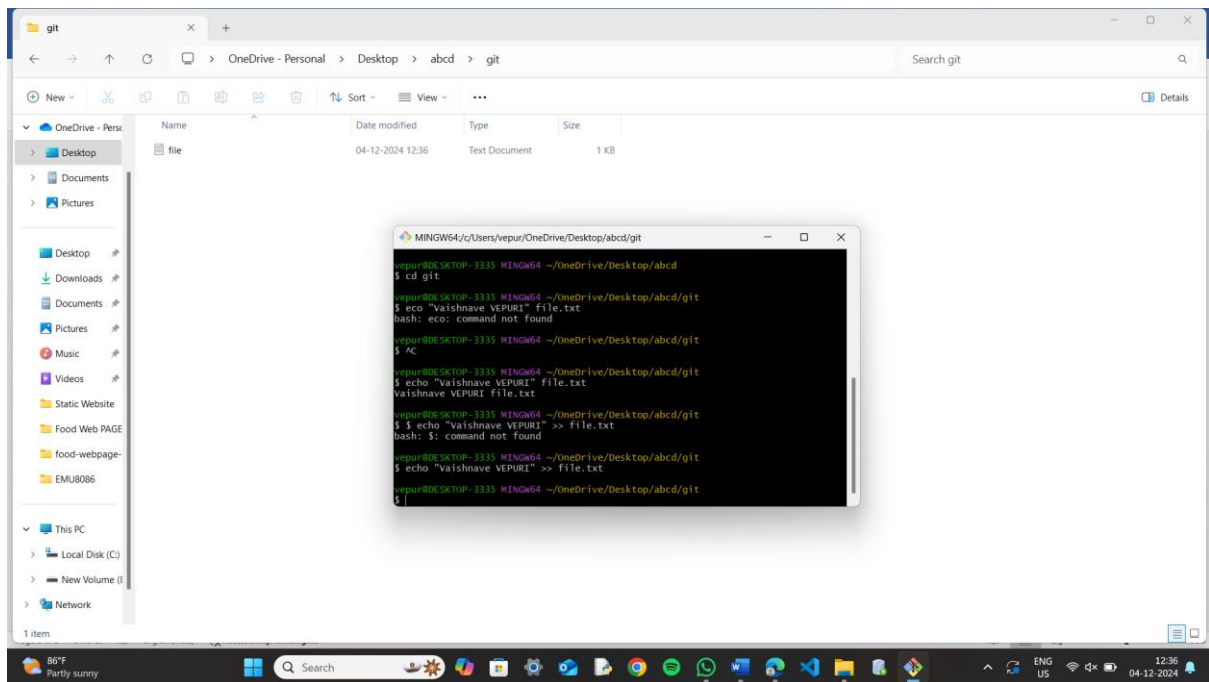 git
OneDrive - Personal > Desktop > abcd > git
Search git
New
Sort
View
Details
OneDrive - Persc
Name
Date modified
Type
Size
Desktop
file
04-12-2024 12:36
Text Document
1 KB
Documents
Pictures
Desktop
Downloads
Documents
Pictures
Music
Videos
Static Website
Food Web PAGE
food-webpage-
EMU8086
This PC
Local Disk (C:)
New Volume (I
Network
1 item
MINGW64:/c/Users/vepur/OneDrive/Desktop/abcd/git
vepur@DESKTOP-3335 MINGW64 ~/OneDrive/Desktop/abcd
$ cd git
vepur@DESKTOP-3335 MINGW64 ~/OneDrive/Desktop/abcd/git
$ eco "Vaishnave VEPURI" file.txt
bash: eco: command not found
vepur@DESKTOP-3335 MINGW64 ~/OneDrive/Desktop/abcd/git
$ ^C
vepur@DESKTOP-3335 MINGW64 ~/OneDrive/Desktop/abcd/git
$ echo "Vaishnave VEPURI" file.txt
Vaishnave VEPURI file.txt
vepur@DESKTOP-3335 MINGW64 ~/OneDrive/Desktop/abcd/git
$ $ echo "Vaishnave VEPURI" >> file.txt
bash: $: command not found
vepur@DESKTOP-3335 MINGW64 ~/OneDrive/Desktop/abcd/git
$ echo "Vaishnave VEPURI" >> file.txt
vepur@DESKTOP-3335 MINGW64 ~/OneDrive/Desktop/abcd/git
$
86°F
Partly sunny
Search
ENG
US
12:36
04-12-2024